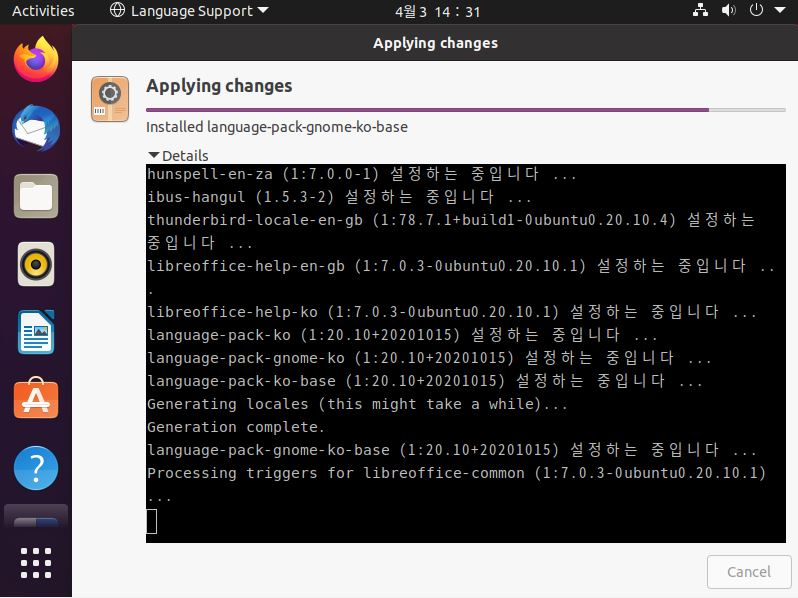 Activities
Language Support
4월 3 14 : 31
Applying changes
Applying changes
Installed language-pack-gnome-ko-base
Details
hunspell-en-za (1:7.0.0-1) 설정하는 중입니다 ...
ibus-hangul (1.5.3-2) 설정하는 중입니다 ...
thunderbird-locale-en-gb (1:78.7.1+build1-0ubuntu0.20.10.4) 설정하는
중입니다 ...
libreoffice-help-en-gb (1:7.0.3-0ubuntu0.20.10.1) 설정하는 중입니다 ..
.
libreoffice-help-ko (1:7.0.3-0ubuntu0.20.10.1) 설정하는 중입니다 ...
language-pack-ko (1:20.10+20201015) 설정하는 중입니다 ...
language-pack-gnome-ko (1:20.10+20201015) 설정하는 중입니다 ...
language-pack-ko-base (1:20.10+20201015) 설정하는 중입니다 ...
Generating locales (this might take a while)...
Generation complete.
language-pack-gnome-ko-base (1:20.10+20201015) 설정하는 중입니다 ...
Processing triggers for libreoffice-common (1:7.0.3-0ubuntu0.20.10.1)
...
Cancel